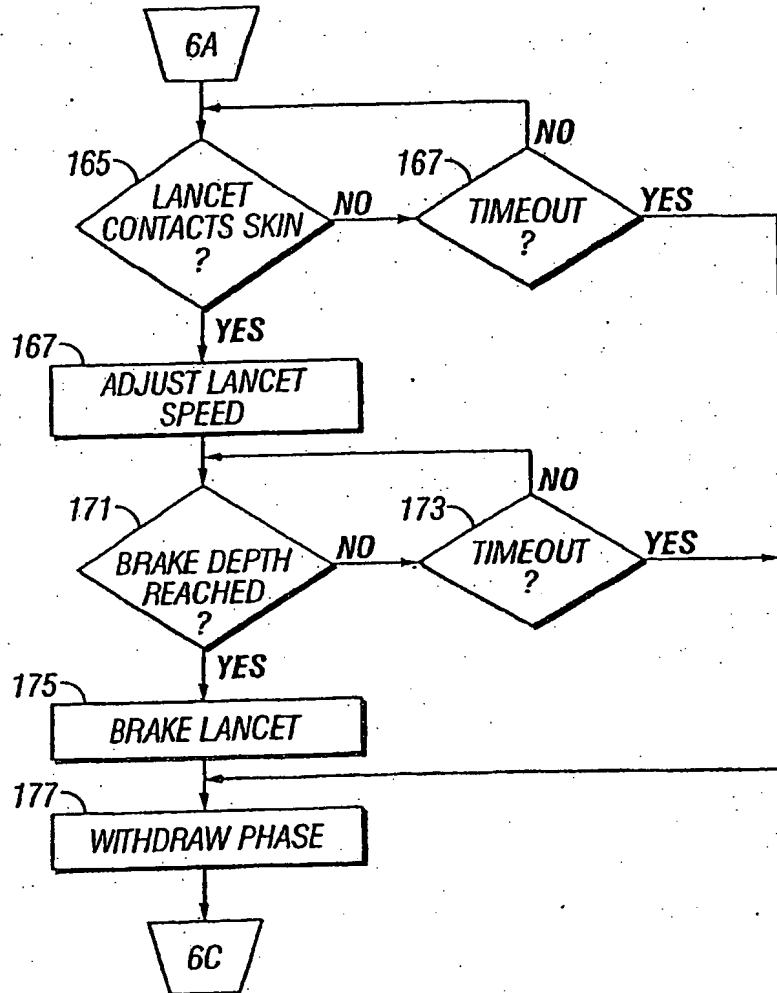 6A
165
LANCET
CONTACTS SKIN
?
NO
167
TIMEOUT
?
NO
YES
YES
167
ADJUST LANCET
SPEED
171
BRAKE DEPTH
REACHED
?
NO
173
TIMEOUT
?
NO
YES
YES
175
BRAKE LANCET
177
WITHDRAW PHASE
6C